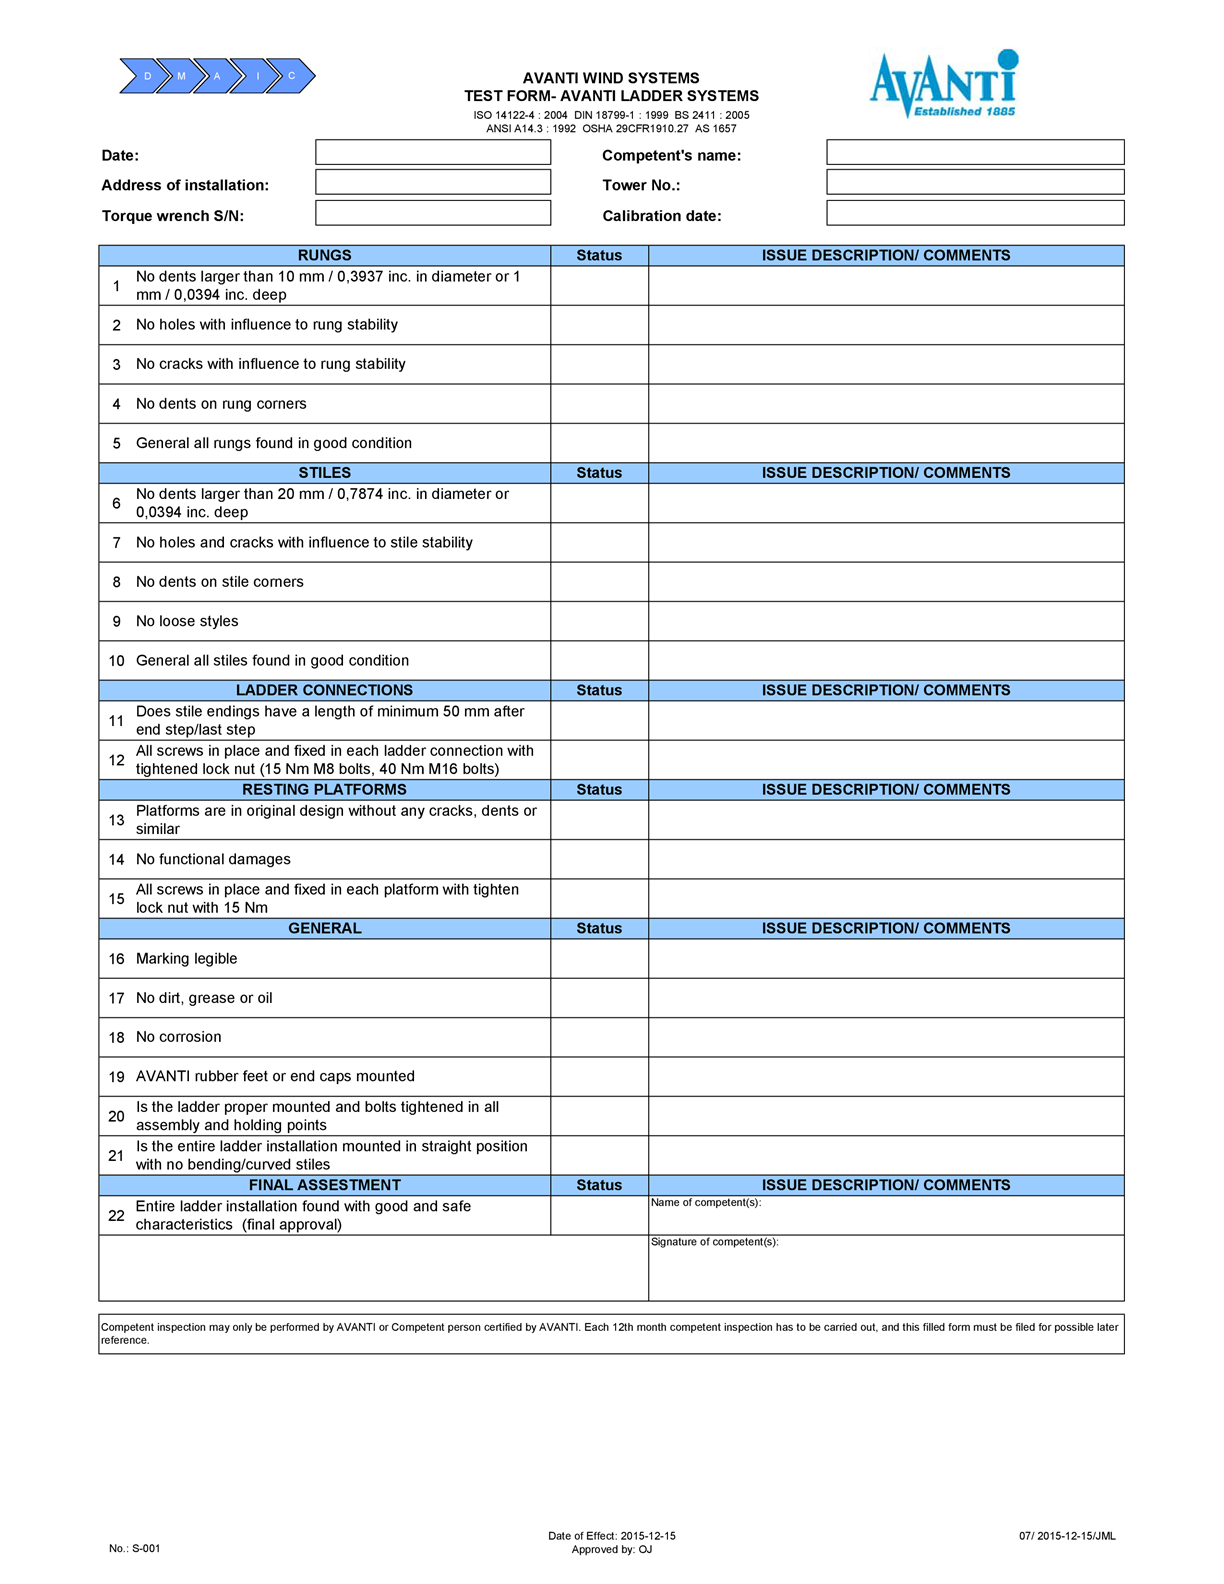 D M A I C
AVANTI
Established 1885
AVANTI WIND SYSTEMS
TEST FORM- AVANTI LADDER SYSTEMS
ISO 14122-4 : 2004  DIN 18799-1 : 1999  BS 2411 : 2005
ANSI A14.3 : 1992  OSHA 29CFR1910.27  AS 1657
Date: Competent's name:
Address of installation: Tower No.:
Torque wrench S/N: Calibration date:
RUNGS Status ISSUE DESCRIPTION/ COMMENTS
1 No dents larger than 10 mm / 0,3937 inc. in diameter or 1
mm / 0,0394 inc. deep
2 No holes with influence to rung stability
3 No cracks with influence to rung stability
4 No dents on rung corners
5 General all rungs found in good condition
STILES Status ISSUE DESCRIPTION/ COMMENTS
6 No dents larger than 20 mm / 0,7874 inc. in diameter or
0,0394 inc. deep
7 No holes and cracks with influence to stile stability
8 No dents on stile corners
9 No loose styles
10 General all stiles found in good condition
LADDER CONNECTIONS Status ISSUE DESCRIPTION/ COMMENTS
11 Does stile endings have a length of minimum 50 mm after
end step/last step
12 All screws in place and fixed in each ladder connection with
tightened lock nut (15 Nm M8 bolts, 40 Nm M16 bolts)
RESTING PLATFORMS Status ISSUE DESCRIPTION/ COMMENTS
13 Platforms are in original design without any cracks, dents or
similar
14 No functional damages
15 All screws in place and fixed in each platform with tighten
lock nut with 15 Nm
GENERAL Status ISSUE DESCRIPTION/ COMMENTS
16 Marking legible
17 No dirt, grease or oil
18 No corrosion
19 AVANTI rubber feet or end caps mounted
20 Is the ladder proper mounted and bolts tightened in all
assembly and holding points
21 Is the entire ladder installation mounted in straight position
with no bending/curved stiles
FINAL ASSESTMENT Status ISSUE DESCRIPTION/ COMMENTS
22 Entire ladder installation found with good and safe
characteristics  (final approval)
Name of competent(s):
Signature of competent(s):
Competent inspection may only be performed by AVANTI or Competent person certified by AVANTI. Each 12th month competent inspection has to be carried out, and this filled form must be filed for possible later
reference.
No.: S-001
Date of Effect: 2015-12-15
Approved by: OJ
07/ 2015-12-15/JML